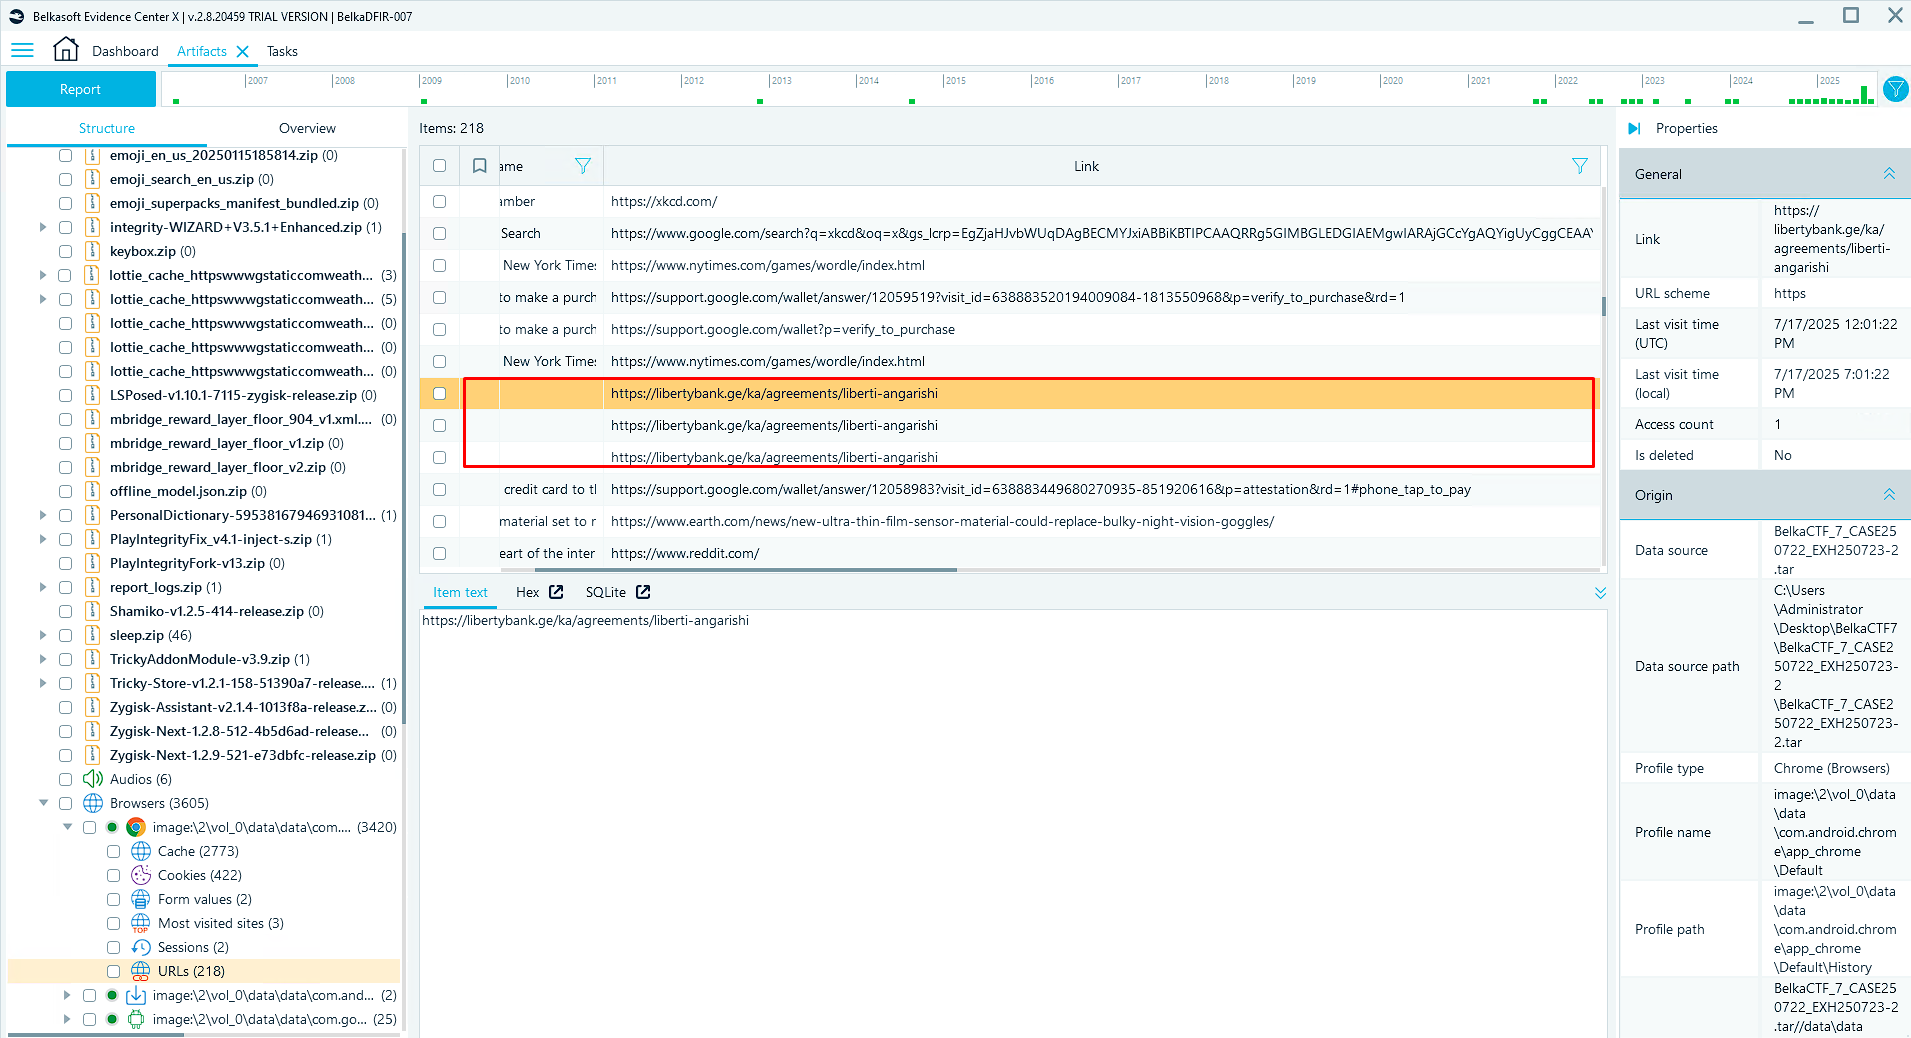 Belkasoft Evidence Center X | v.2.8.20459 TRIAL VERSION | BelkaDFIR-007
Dashboard Artifacts Tasks
Report
2007 2008 2009 2010 2011 2012 2013 2014 2015 2016 2017 2018 2019 2020 2021 2022 2023 2024 2025
Structure Overview
emoji_en_us_20250115185814.zip (0)
emoji_search_en_us.zip (0)
emoji_superpacks_manifest_bundled.zip (0)
integrity-WIZARD+V3.5.1+Enhanced.zip (1)
keybox.zip (0)
lottie_cache_httpswwwgstaticcomweath... (3)
lottie_cache_httpswwwgstaticcomweath... (5)
lottie_cache_httpswwwgstaticcomweath... (0)
lottie_cache_httpswwwgstaticcomweath... (0)
lottie_cache_httpswwwgstaticcomweath... (0)
LSPosed-v1.10.1-7115-zygisk-release.zip (0)
mbridge_reward_layer_floor_904_v1.xml.... (0)
mbridge_reward_layer_floor_v1.zip (0)
mbridge_reward_layer_floor_v2.zip (0)
offline_model.json.zip (0)
PersonalDictionary-59538167946931081... (1)
PlayIntegrityFix_v4.1-inject-s.zip (1)
PlayIntegrityFork-v13.zip (0)
report_logs.zip (1)
Shamiko-v1.2.5-414-release.zip (0)
sleep.zip (46)
TrickyAddonModule-v3.9.zip (1)
Tricky-Store-v1.2.1-158-51390a7-release.... (1)
Zygisk-Assistant-v2.1.4-1013f8a-release.z... (0)
Zygisk-Next-1.2.8-512-4b5d6ad-release... (0)
Zygisk-Next-1.2.9-521-e73dbfc-release.zip (0)
Audios (6)
Browsers (3605)
image:\2\vol_0\data\data\com.... (3420)
Cache (2773)
Cookies (422)
Form values (2)
TOP
Most visited sites (3)
Sessions (2)
URLs (218)
image:\2\vol_0\data\data\com.and... (2)
image:\2\vol_0\data\data\com.go... (25)
Items: 218
ame Link
amber https://xkcd.com/
Search https://www.google.com/search?q=xkcd&oq=x&gs_lcrp=EgZjaHJvbWUqDAgBECMYJxiABBiKBTIPCAAQRRg5GIMBGLEDGIAEMgwIARAjGCcYgAQYigUyCggCEAAY
New York Times https://www.nytimes.com/games/wordle/index.html
to make a purch https://support.google.com/wallet/answer/12059519?visit_id=638883520194009084-1813550968&p=verify_to_purchase&rd=1
to make a purch https://support.google.com/wallet?p=verify_to_purchase
New York Times https://www.nytimes.com/games/wordle/index.html
https://libertybank.ge/ka/agreements/liberti-angarishi
https://libertybank.ge/ka/agreements/liberti-angarishi
https://libertybank.ge/ka/agreements/liberti-angarishi
credit card to tl https://support.google.com/wallet/answer/12058983?visit_id=638883449680270935-851920616&p=attestation&rd=1#phone_tap_to_pay
material set to r https://www.earth.com/news/new-ultra-thin-film-sensor-material-could-replace-bulky-night-vision-goggles/
eart of the inter https://www.reddit.com/
Item text Hex SQLite
https://libertybank.ge/ka/agreements/liberti-angarishi
Properties
General
Link https://
libertybank.ge/ka/
agreements/liberti-
angarishi
URL scheme https
Last visit time (UTC) 7/17/2025 12:01:22 PM
Last visit time (local) 7/17/2025 7:01:22 PM
Access count 1
Is deleted No
Origin
Data source BelkaCTF_7_CASE250722_EXH250723-2.tar
Data source path C:\Users
\Administrator
\Desktop\BelkaCTF7
\BelkaCTF_7_CASE2
50722_EXH250723-
2
\BelkaCTF_7_CASE2
50722_EXH250723-
2.tar
Profile type Chrome (Browsers)
Profile name image:\2\vol_0\data
\data
\com.android.chrom
e\app_chrome
\Default
Profile path image:\2\vol_0\data
\data
\com.android.chrom
e\app_chrome
\Default\History
BelkaCTF_7_CASE25
0722_EXH250723-2
.tar//data\data